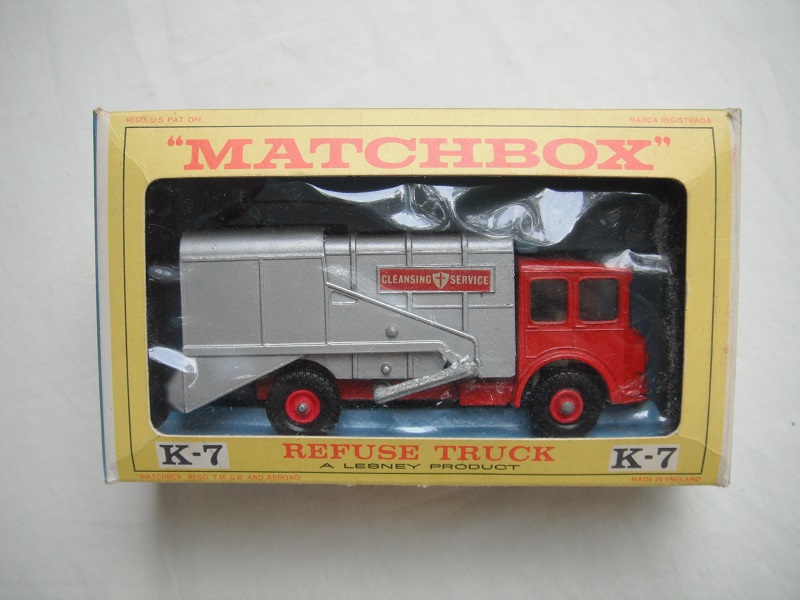 REGD. U.S. PAT. OFF. MARCA REGISTRADA
"MATCHBOX"
CLEANSING SERVICE
K-7 REFUSE TRUCK K-7
A LESNEY PRODUCT
MATCHBOX REGD. T.M. G.B. AND ABROAD MADE IN ENGLAND